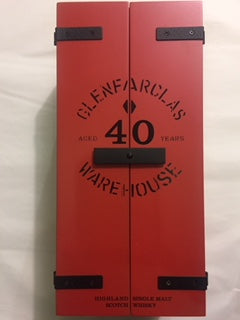 GLENFARCLAS
AGED 40 YEARS
WAREHOUSE
HIGHLAND SINGLE MALT
SCOTCH WHISKY